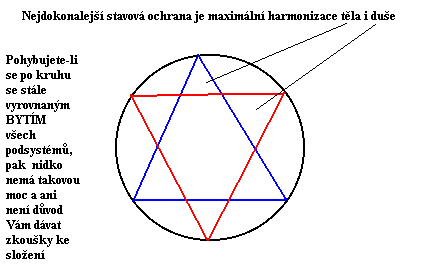 Nejdokonalejší stavová ochrana je maximální harmonizace těla i duše
Pohybujete-li
se po kruhu
se stále
vyrovnaným
BYTÍM
všech
podsystémů,
pak nidko
nemá takovou
moc a ani
není důvod
Vám dávat
zkoušky ke
složení